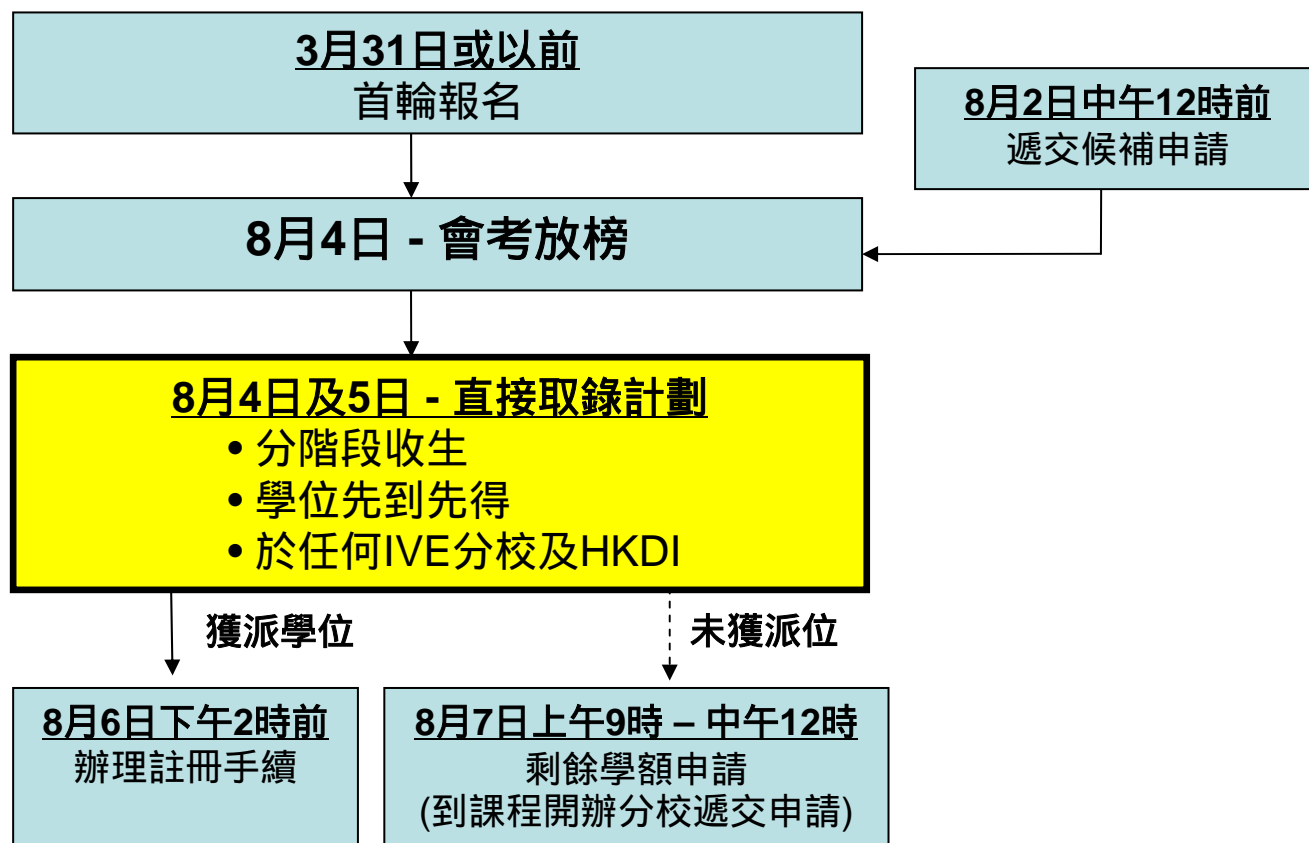 3月31日或以前
首輪報名
8月2日中午12時前
遞交候補申請
8月4日 - 會考放榜
8月4日及5日 - 直接取錄計劃
• 分階段收生
• 學位先到先得
• 於任何IVE分校及HKDI
獲派學位
未獲派位
8月6日下午2時前
辦理註冊手續
8月7日上午9時 – 中午12時
剩餘學額申請
(到課程開辦分校遞交申請)